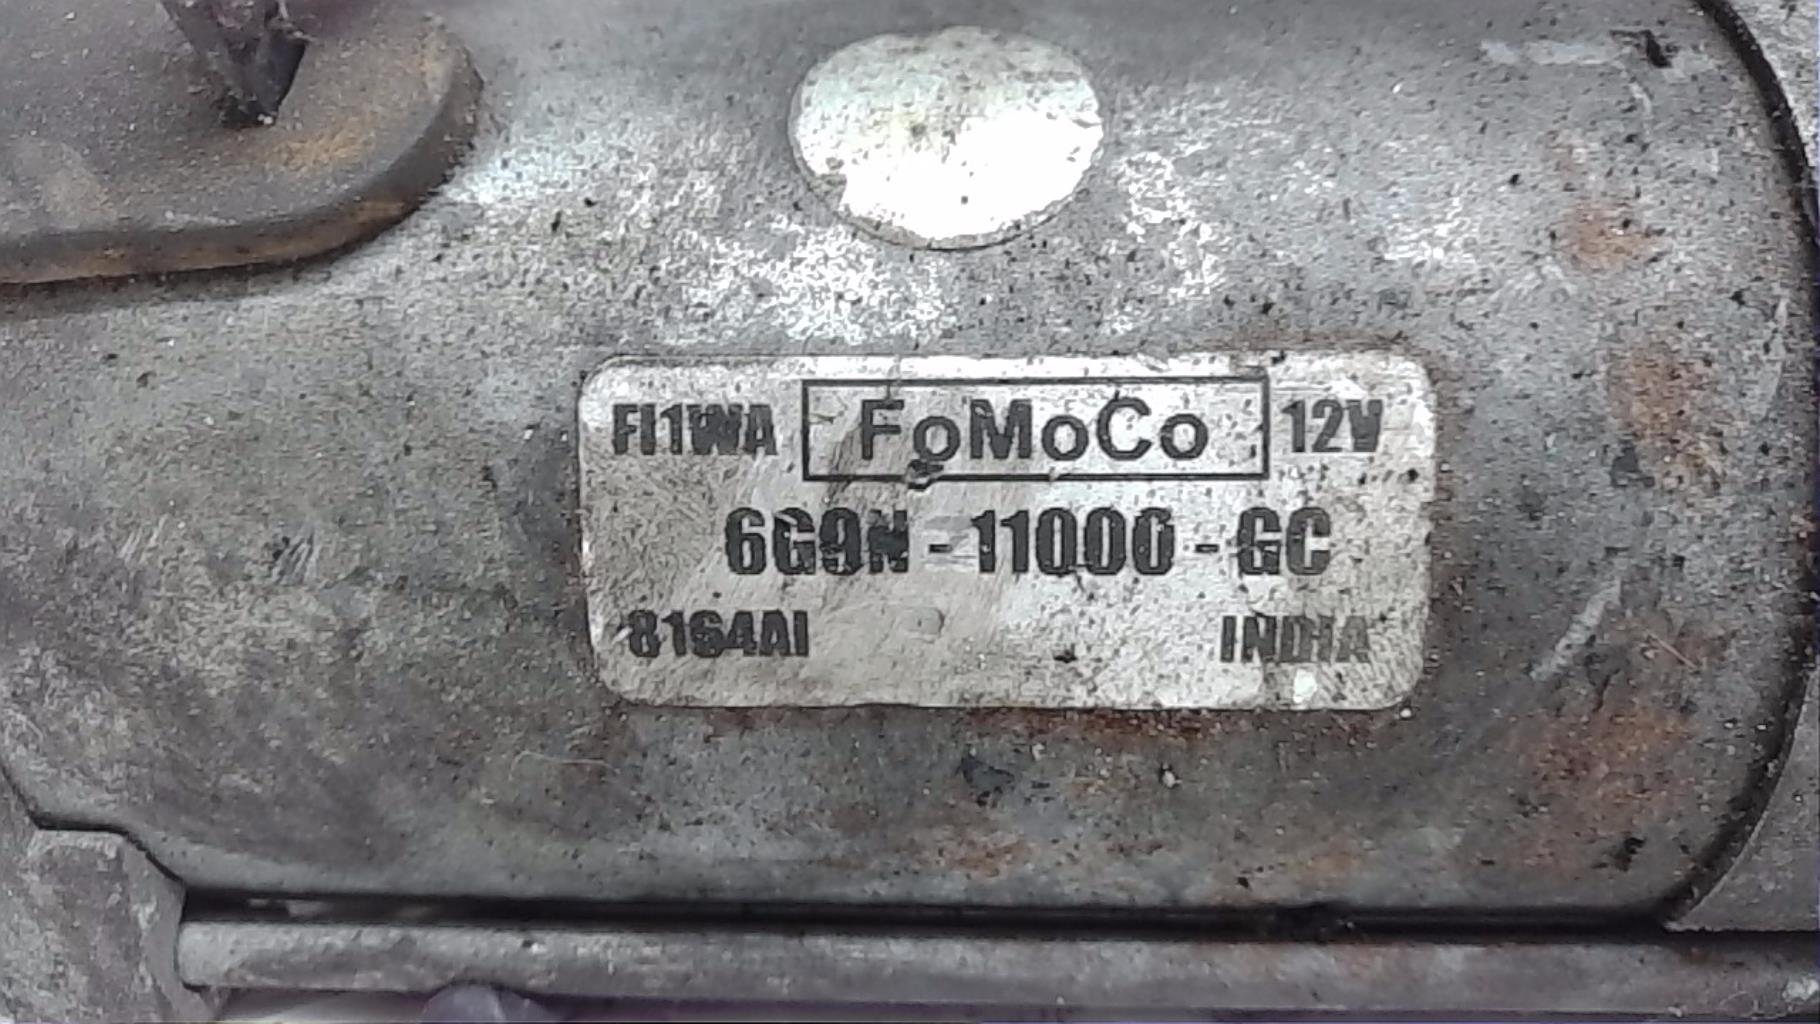 FI1WA FoMoCo 12V
6G9N - 11000 - GC
8164AI INDIA